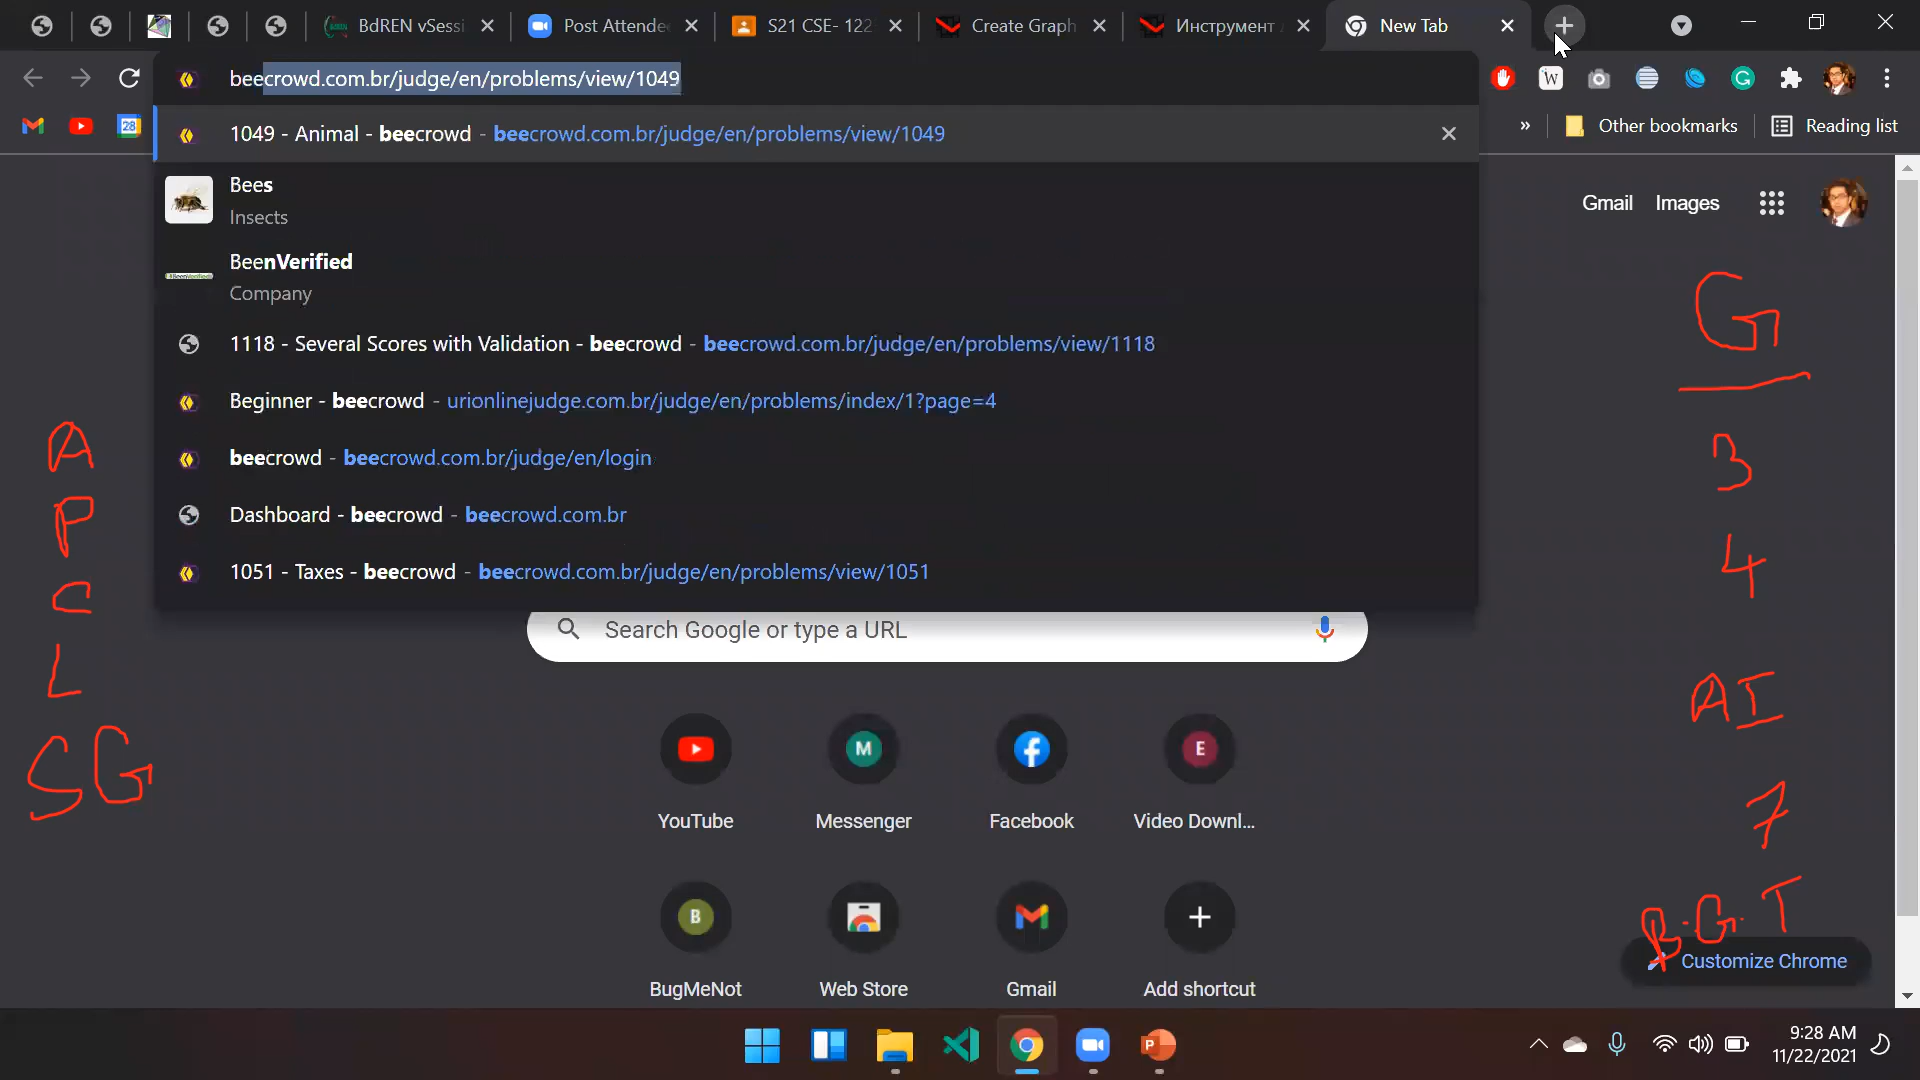 BdREN vSessi
Post Attende
S21 CSE- 122
Create Graph
Инструмент
New Tab
beecrowd.com.br/judge/en/problems/view/1049
W
28
»
Other bookmarks
Reading list
1049 - Animal - beecrowd - beecrowd.com.br/judge/en/problems/view/1049
Bees
Insects
BeenVerified
Company
1118 - Several Scores with Validation - beecrowd - beecrowd.com.br/judge/en/problems/view/1118
Beginner - beecrowd - urionlinejudge.com.br/judge/en/problems/index/1?page=4
beecrowd - beecrowd.com.br/judge/en/login
Dashboard - beecrowd - beecrowd.com.br
1051 - Taxes - beecrowd - beecrowd.com.br/judge/en/problems/view/1051
Gmail Images
A
P
C
L
SG
G
3
4
AI
7
B.G.T
Search Google or type a URL
M
E
YouTube
Messenger
Facebook
Video Downl...
B
BugMeNot
Web Store
Gmail
Add shortcut
Customize Chrome
9:28 AM
11/22/2021